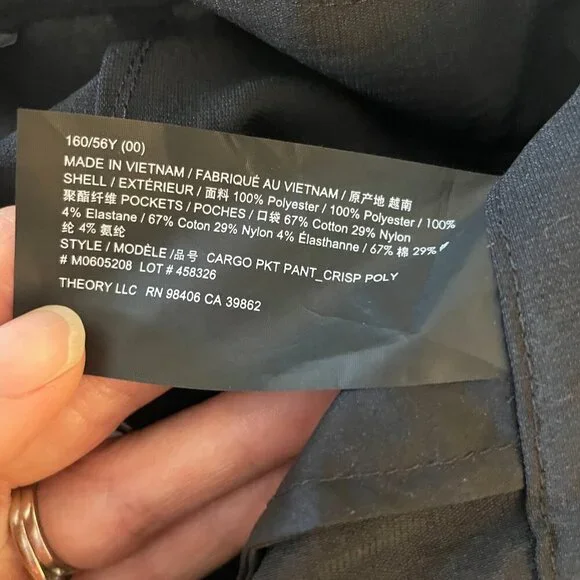 160/56Y (00)
MADE IN VIETNAM / FABRIQUÉ AU VIETNAM / 原产地 越南
SHELL / EXTÉRIEUR / 面料 100% Polyester / 100% Polyester / 100%
聚酯纤维 POCKETS / POCHES / 口袋 67% Cotton 29% Nylon
4% Elastane / 67% Coton 29% Nylon 4% Élasthanne / 67% 棉 29%
纶 4% 氨纶
STYLE / MODÈLE /品号 CARGO PKT PANT_CRISP POLY
# M0605208 LOT # 458326
THEORY LLC RN 98406 CA 39862